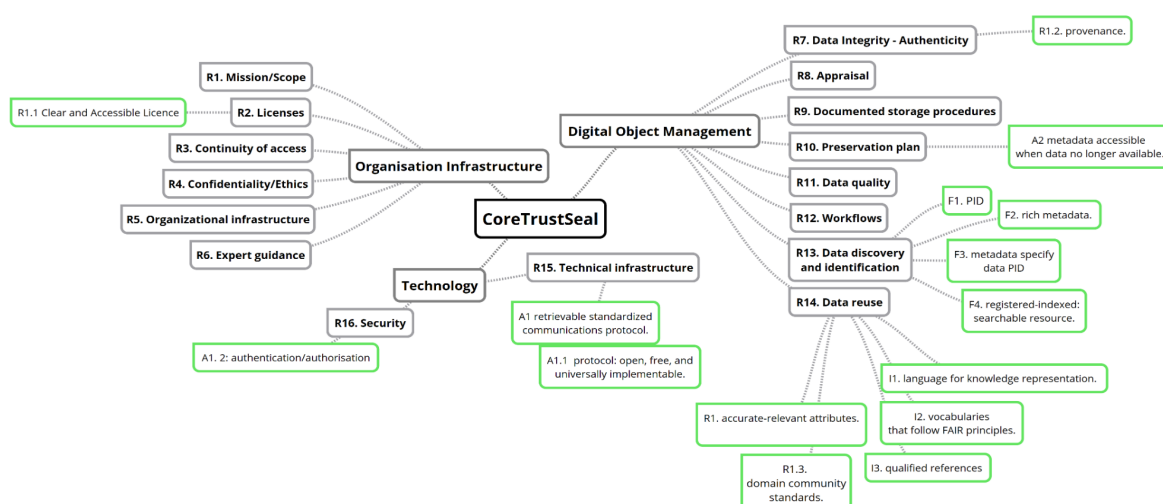 CoreTrustSeal
Organisation Infrastructure
R1. Mission/Scope
R2. Licenses
R1.1 Clear and Accessible Licence
R3. Continuity of access
R4. Confidentiality/Ethics
R5. Organizational infrastructure
R6. Expert guidance
Technology
R15. Technical infrastructure
A1 retrievable standardized
communications protocol.
A1.1 protocol: open, free, and
universally implementable.
R16. Security
A1. 2: authentication/authorisation
Digital Object Management
R7. Data Integrity - Authenticity
R1.2. provenance.
R8. Appraisal
R9. Documented storage procedures
R10. Preservation plan
A2 metadata accessible
when data no longer available.
R11. Data quality
R12. Workflows
R13. Data discovery
and identification
F1. PID
F2. rich metadata.
F3. metadata specify
data PID
F4. registered-indexed:
searchable resource.
R14. Data reuse
I1. language for knowledge representation.
I2. vocabularies
that follow FAIR principles.
I3. qualified references
R1. accurate-relevant attributes.
R1.3.
domain community
standards.